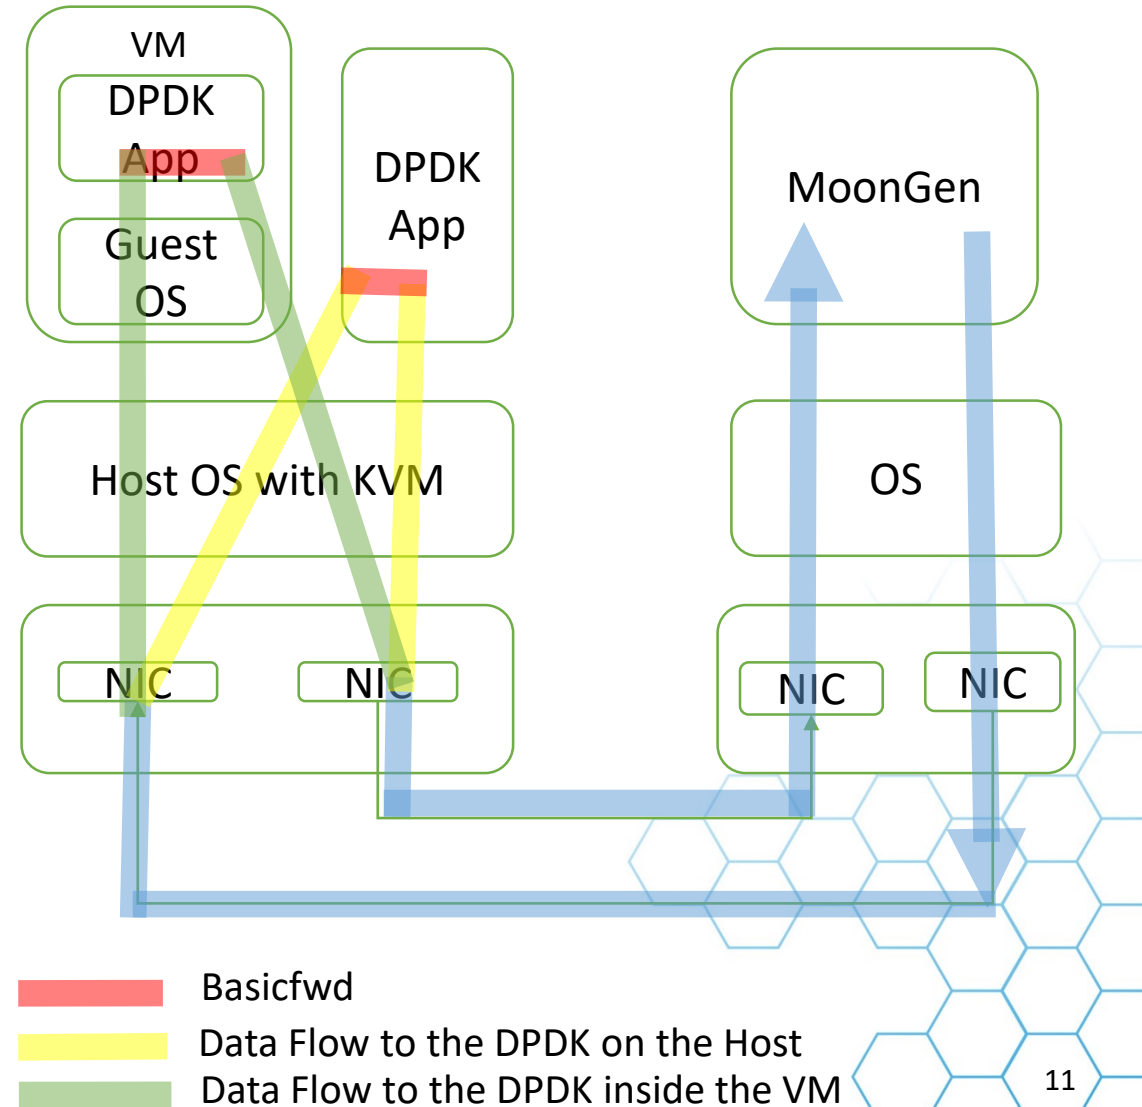 VM
DPDK
App
Guest
OS
DPDK
App
MoonGen
Host OS with KVM
OS
NIC
NIC
NIC
NIC
Basicfwd
Data Flow to the DPDK on the Host
Data Flow to the DPDK inside the VM
11